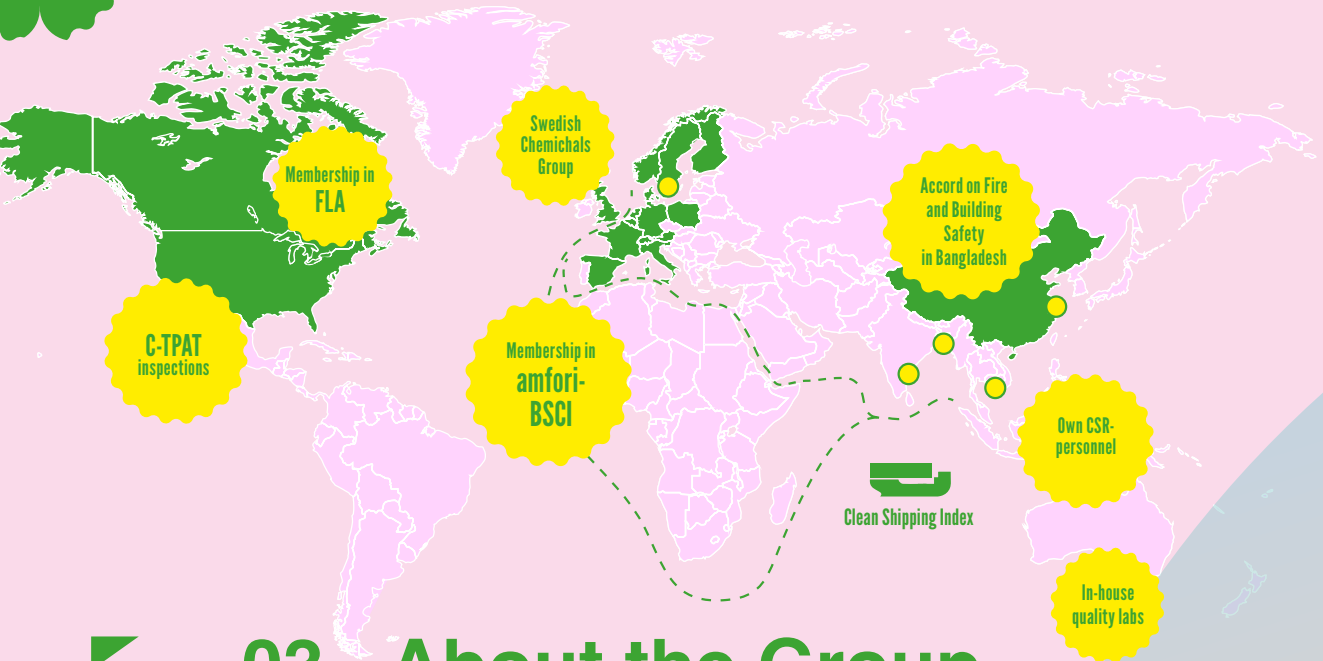 Swedish
Chemichals
Group
Membership in
FLA
Accord on Fire
and Building
Safety
in Bangladesh
C-TPAT
inspections
Membership in
amfori-
BSCI
Own CSR-
personnel
Clean Shipping Index
In-house
quality labs
03 About the Group